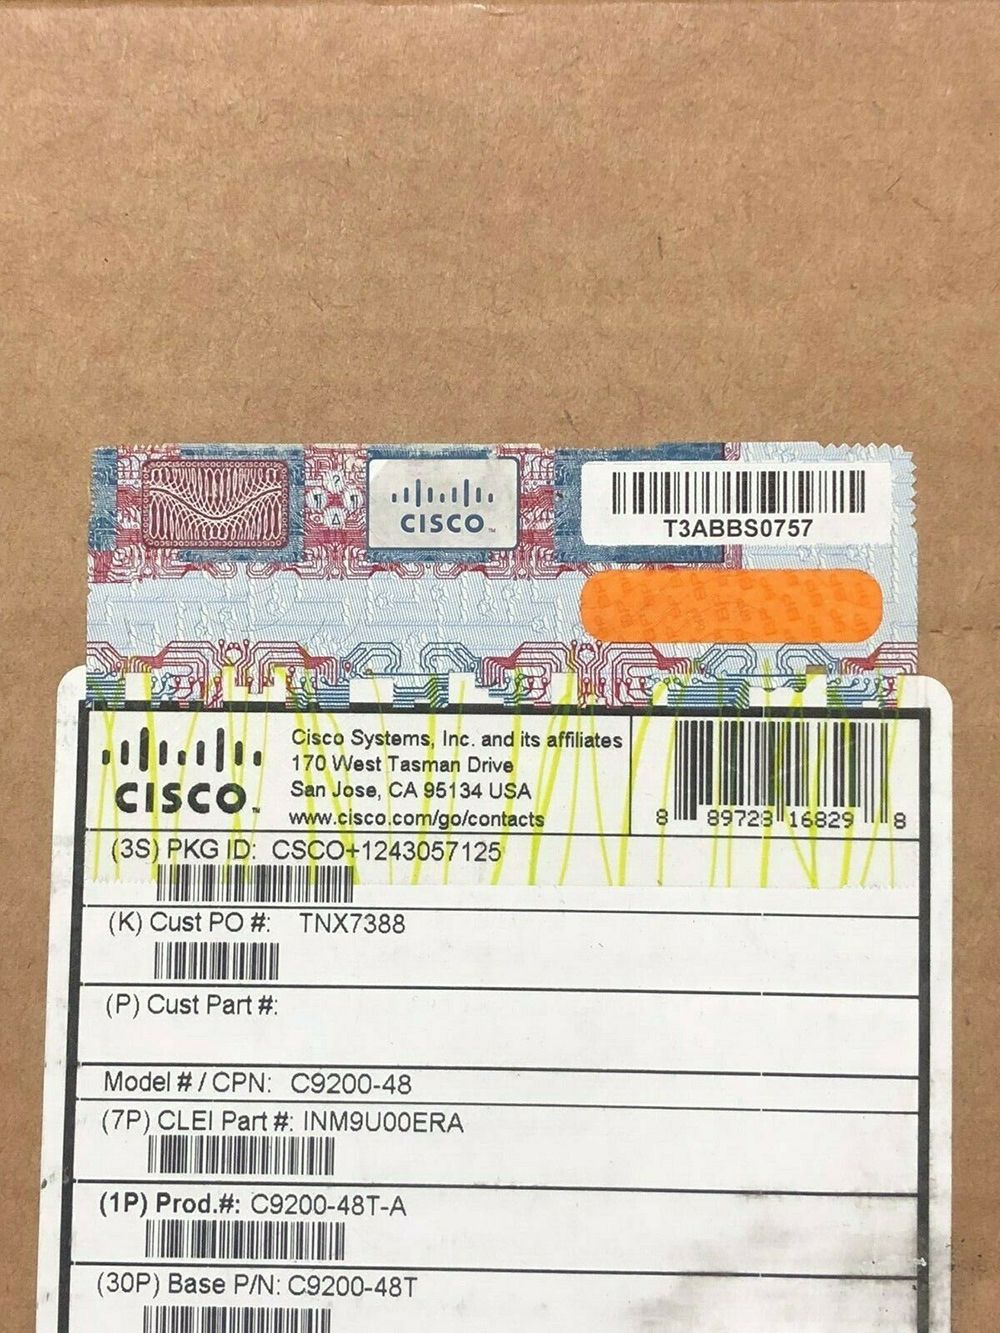 CISCO
T3ABBS0757
CISCO
Cisco Systems, Inc. and its affiliates
170 West Tasman Drive
San Jose, CA 95134 USA
www.cisco.com/go/contacts
8 89728 16829 8
(3S) PKG ID: CSCO+1243057125
(K) Cust PO #: TNX7388
(P) Cust Part #:
Model # / CPN: C9200-48
(7P) CLEI Part #: INM9U00ERA
(1P) Prod.#: C9200-48T-A
(30P) Base P/N: C9200-48T